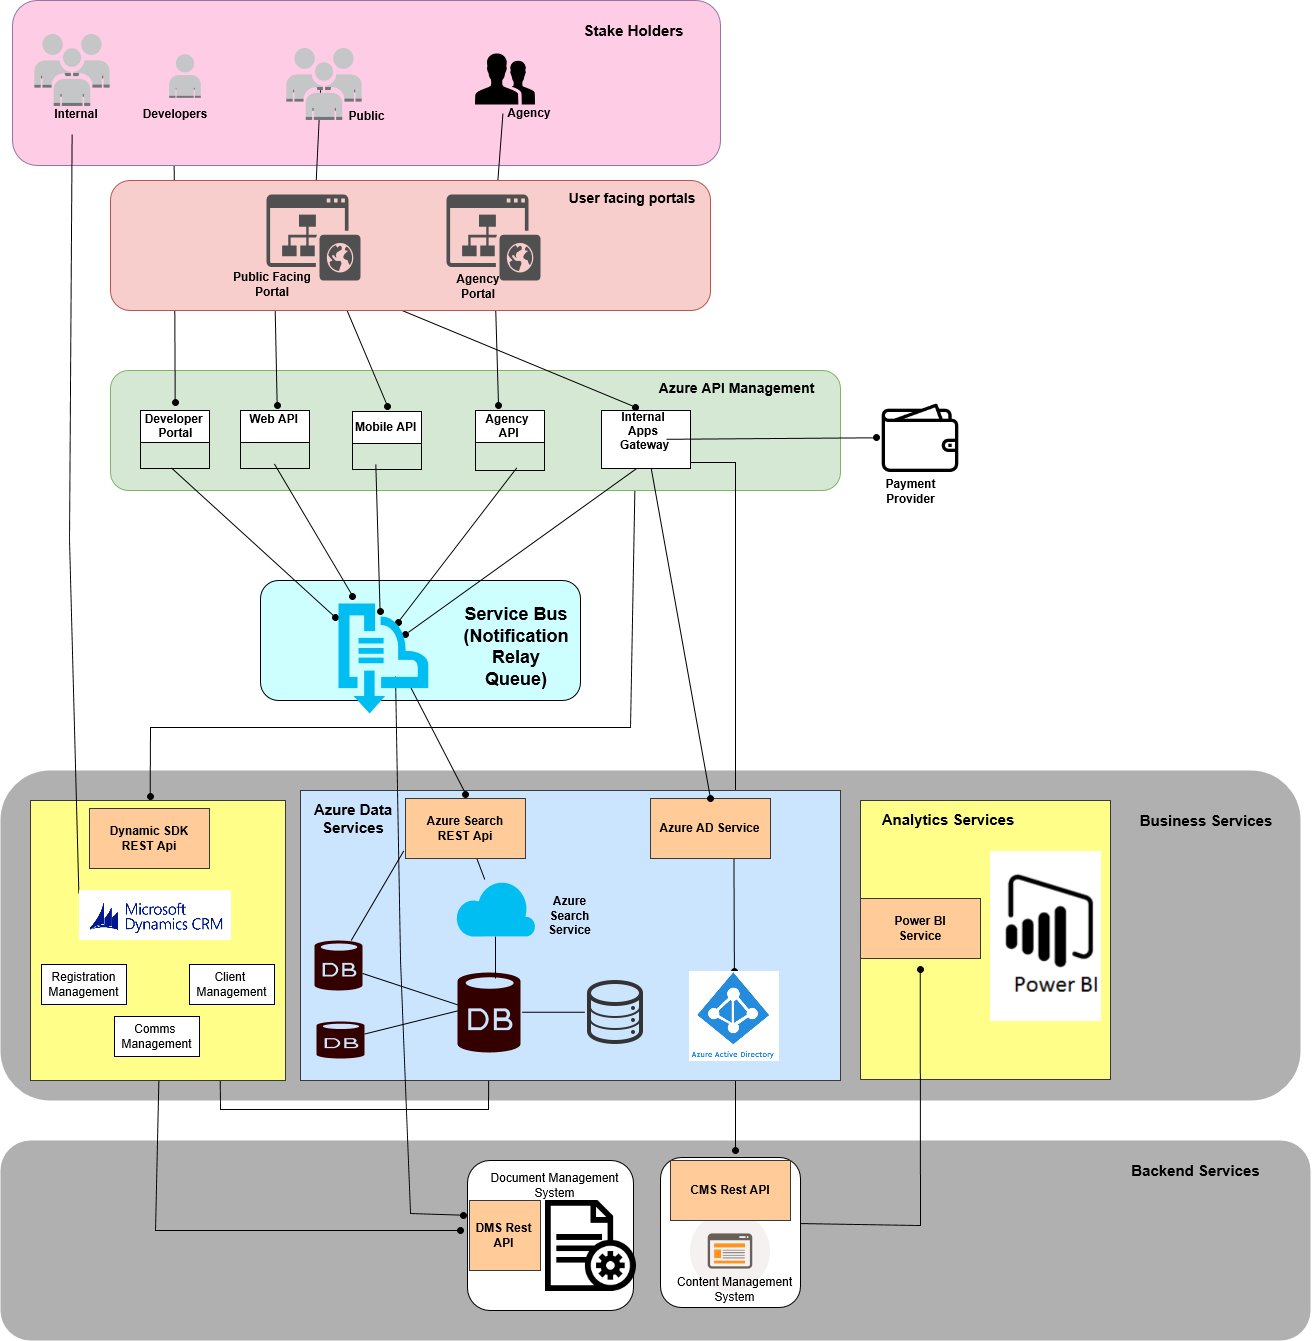 Stake Holders
Internal
Developers
Public
Agency
User facing portals
Public Facing
Portal
Agency
Portal
Azure API Management
Developer
Portal
Web API
Mobile API
Agency
API
Internal
Apps
Gateway
Payment
Provider
Service Bus
(Notification
Relay
Queue)
Business Services
Dynamic SDK
REST Api
Microsoft
Dynamics CRM
Registration
Management
Client
Management
Comms
Management
Azure Data
Services
Azure Search
REST Api
Azure AD Service
Azure
Search
Service
DB
DB
DB
Azure Active Directory
Analytics Services
Power BI
Service
Power BI
Backend Services
Document Management
System
DMS Rest
API
CMS Rest API
Content Management
System